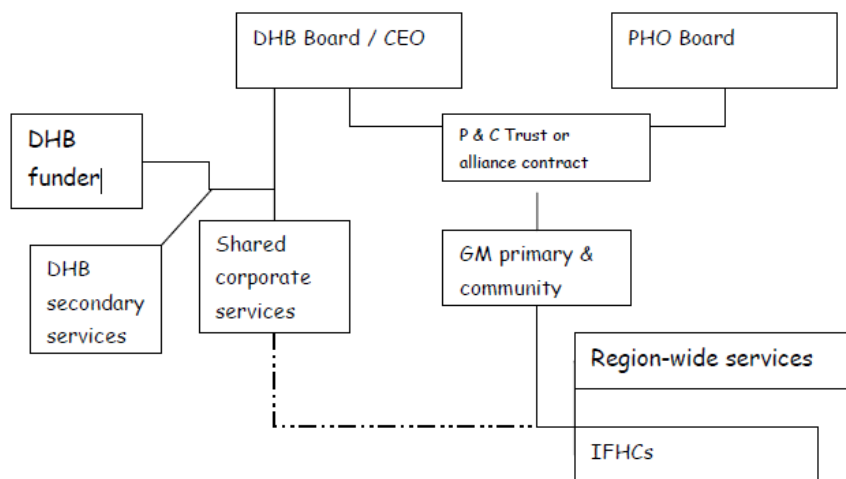 DHB Board / CEO
PHO Board
P & C Trust or
alliance contract
DHB
funder
Shared
corporate
services
GM primary &
community
DHB
secondary
services
Region-wide services
IFHCs